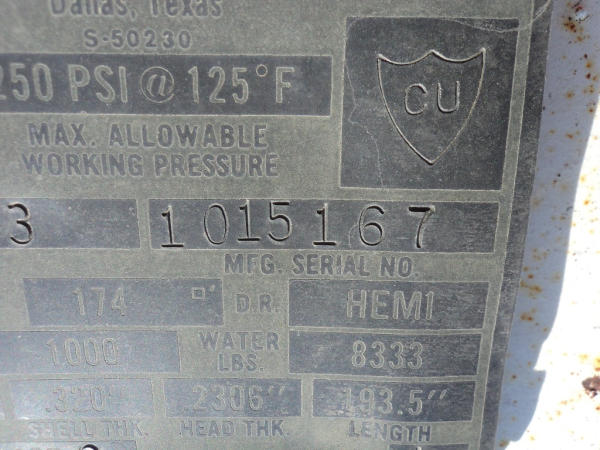 Dallas, Texas
S-50230
250 PSI @ 125°F
CU
MAX. ALLOWABLE
WORKING PRESSURE
3 1015167
MFG. SERIAL NO.
174 D.R. HEMI
1000 WATER LBS. 8333
.320" .2306" 193.5"
SHELL THK. HEAD THK. LENGTH